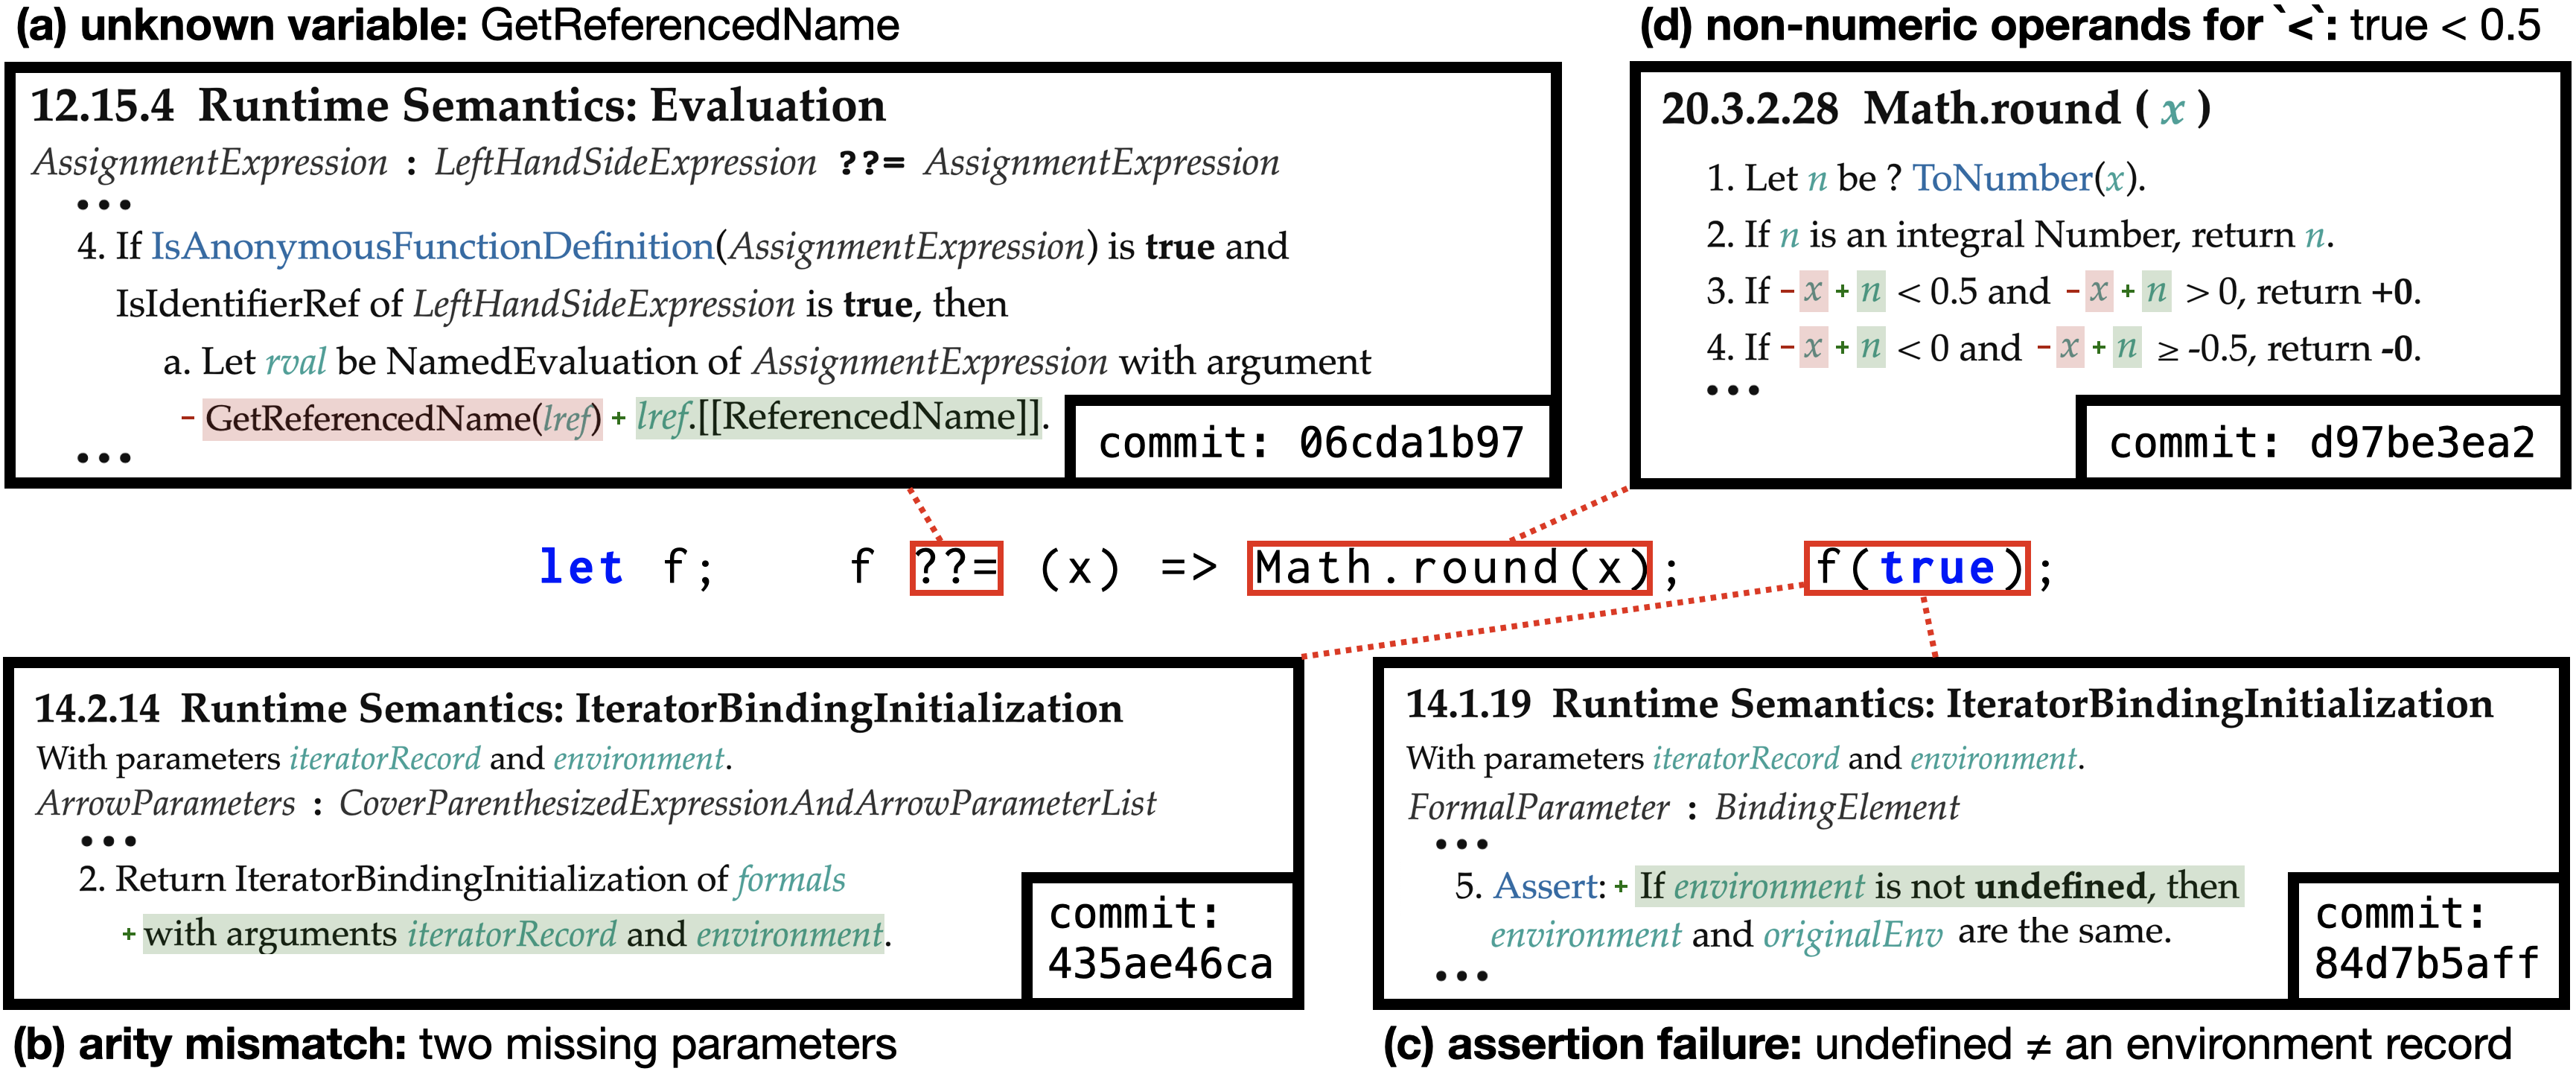 (a) unknown variable: GetReferencedName
12.15.4 Runtime Semantics: Evaluation
AssignmentExpression : LeftHandSideExpression ??= AssignmentExpression
•••
4. If IsAnonymousFunctionDefinition(AssignmentExpression) is true and
IsIdentifierRef of LeftHandSideExpression is true, then
a. Let rval be NamedEvaluation of AssignmentExpression with argument
- GetReferencedName(lref) + lref.[[ReferencedName]].
•••
commit: 06cda1b97
(d) non-numeric operands for `<`: true < 0.5
20.3.2.28 Math.round ( x )
1. Let n be ? ToNumber(x).
2. If n is an integral Number, return n.
3. If - x + n < 0.5 and - x + n > 0, return +0.
4. If - x + n < 0 and - x + n ≥ -0.5, return -0.
•••
commit: d97be3ea2
let f; f ??= (x) => Math.round(x); f(true);
14.2.14 Runtime Semantics: IteratorBindingInitialization
With parameters iteratorRecord and environment.
ArrowParameters : CoverParenthesizedExpressionAndArrowParameterList
•••
2. Return IteratorBindingInitialization of formals
+ with arguments iteratorRecord and environment.
commit:
435ae46ca
(b) arity mismatch: two missing parameters
14.1.19 Runtime Semantics: IteratorBindingInitialization
With parameters iteratorRecord and environment.
FormalParameter : BindingElement
•••
5. Assert: + If environment is not undefined, then
environment and originalEnv are the same.
•••
commit:
84d7b5aff
(c) assertion failure: undefined ≠ an environment record